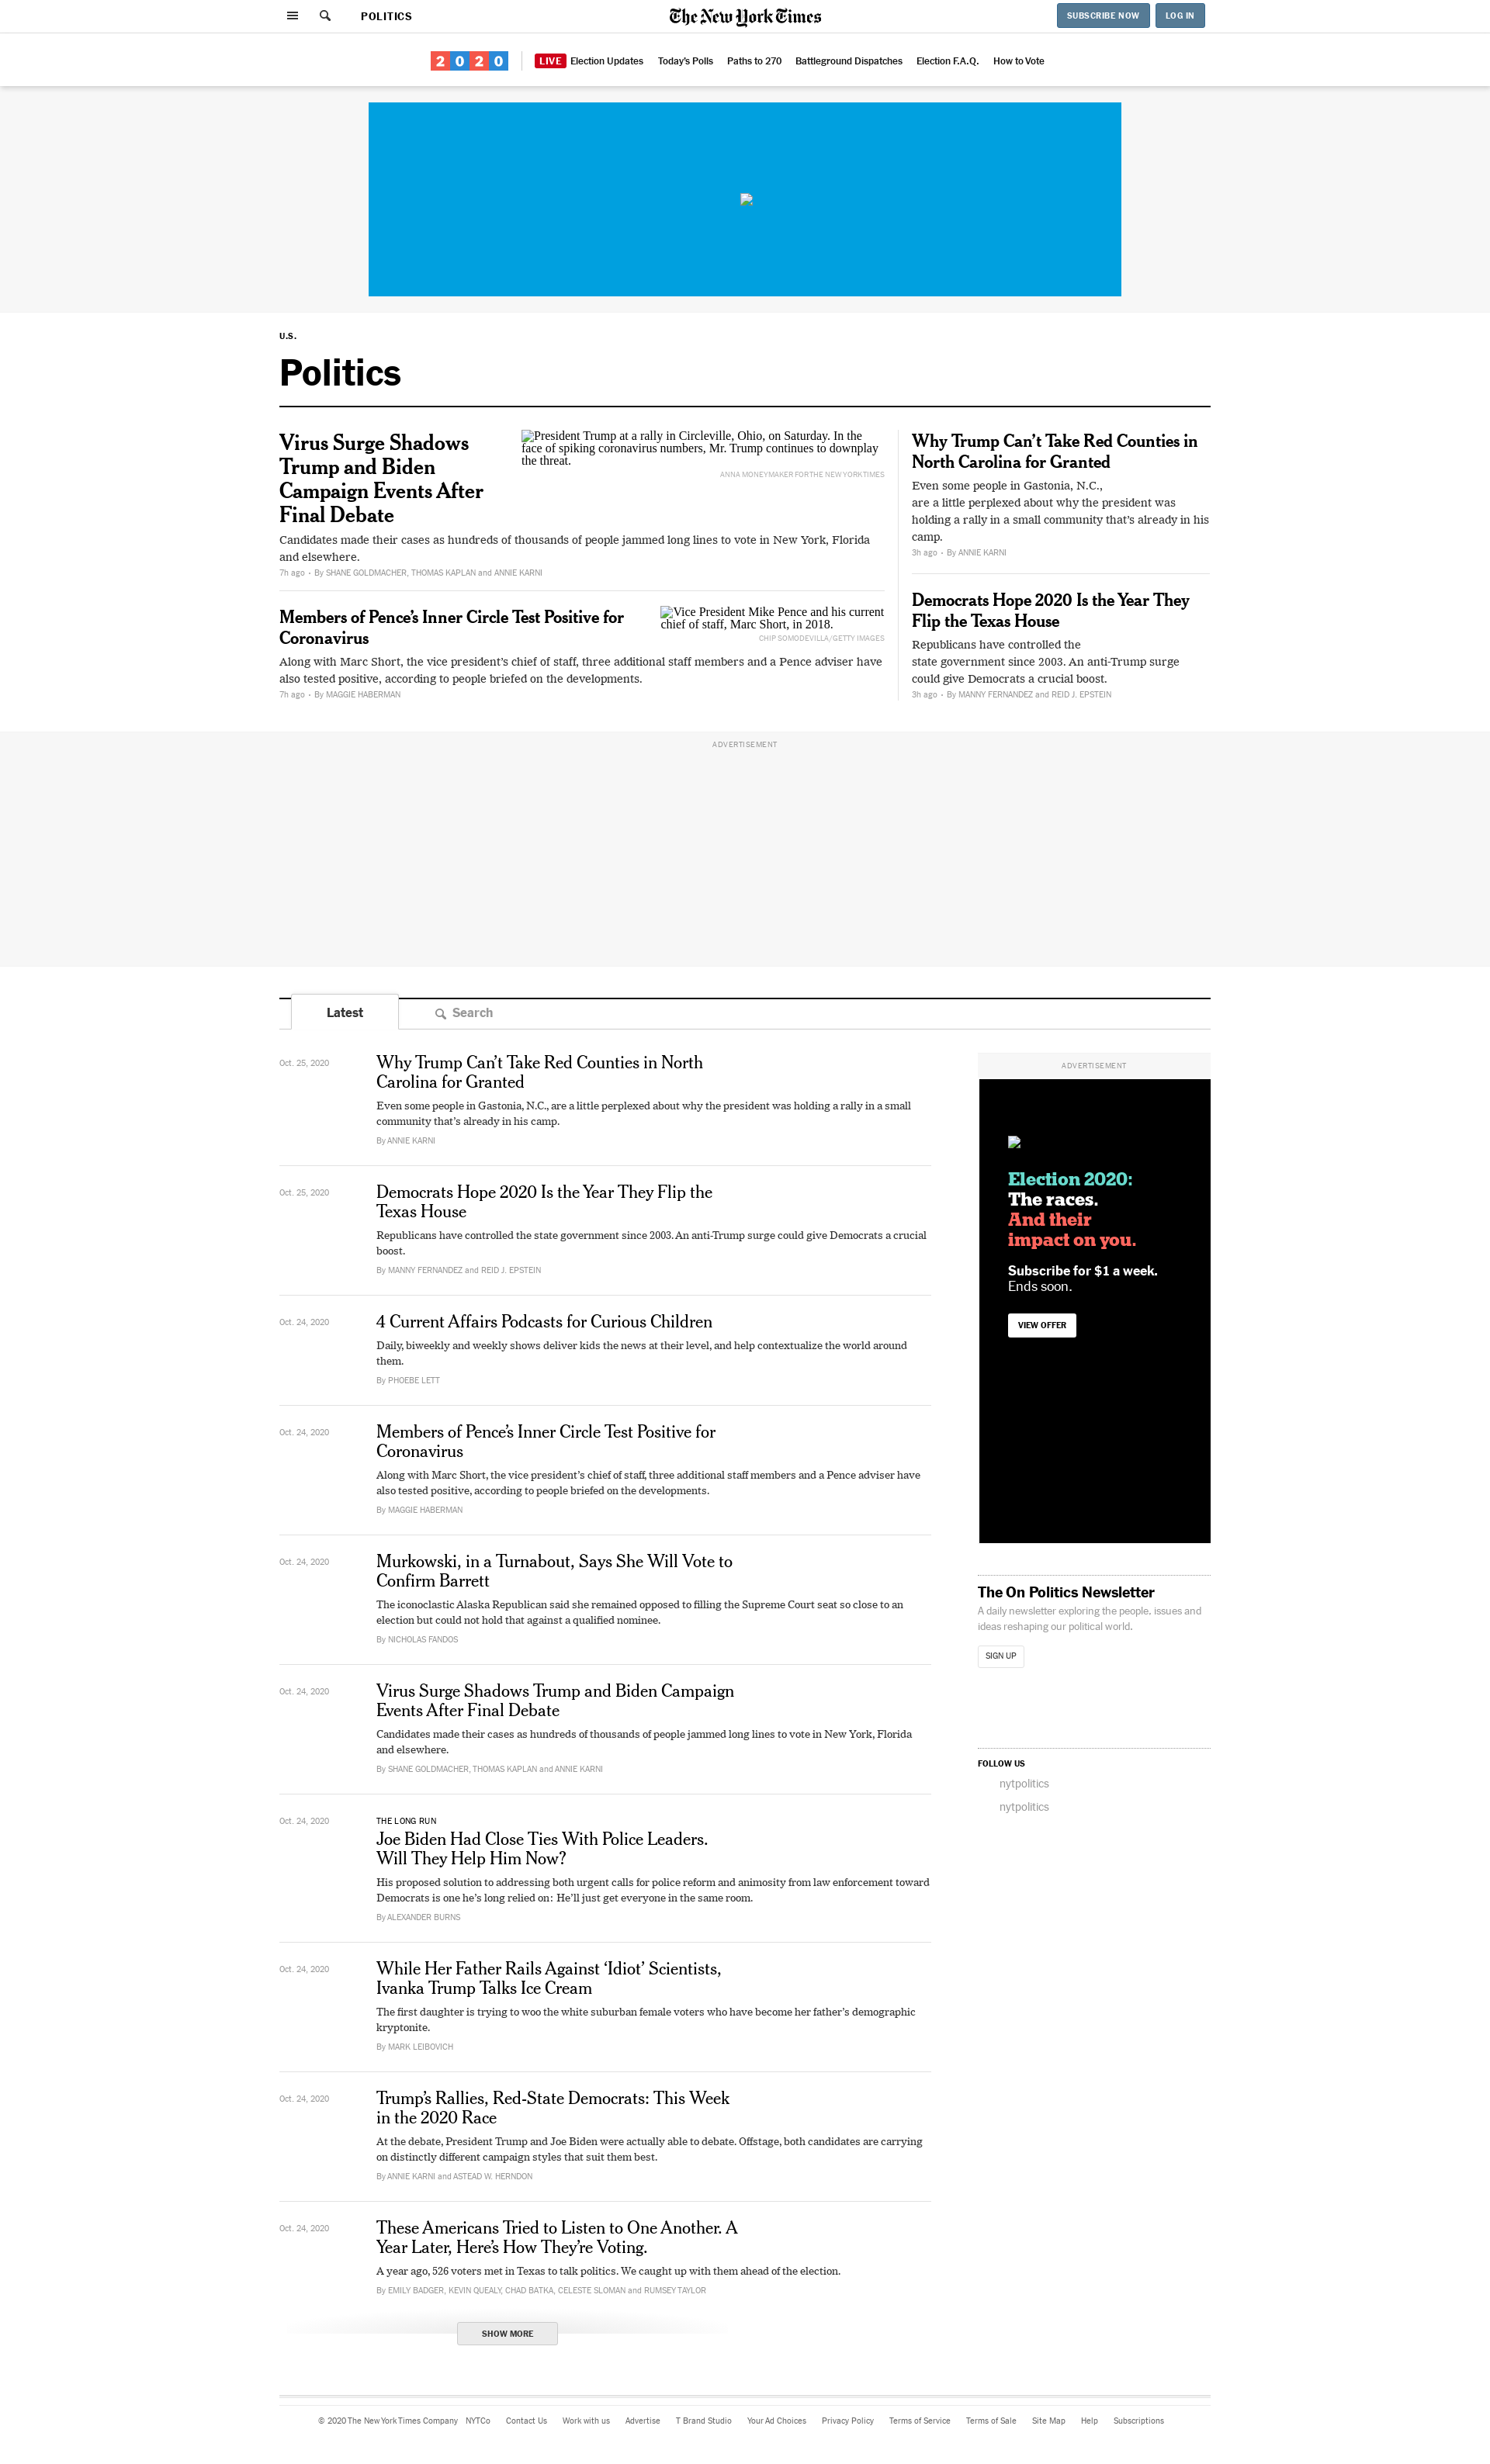 POLITICS
The New York Times
SUBSCRIBE NOW
LOG IN
2020
LIVE Election Updates
Today's Polls
Paths to 270
Battleground Dispatches
Election F.A.Q.
How to Vote
U.S.
Politics
Virus Surge Shadows
Trump and Biden
Campaign Events After
Final Debate
President Trump at a rally in Circleville, Ohio, on Saturday. In the
face of spiking coronavirus numbers, Mr. Trump continues to downplay
the threat.
ANNA MONEYMAKER FOR THE NEW YORK TIMES
Candidates made their cases as hundreds of thousands of people jammed long lines to vote in New York, Florida
and elsewhere.
7h ago • By SHANE GOLDMACHER, THOMAS KAPLAN and ANNIE KARNI
Members of Pence’s Inner Circle Test Positive for
Coronavirus
Vice President Mike Pence and his current
chief of staff, Marc Short, in 2018.
CHIP SOMODEVILLA/GETTY IMAGES
Along with Marc Short, the vice president’s chief of staff, three additional staff members and a Pence adviser have
also tested positive, according to people briefed on the developments.
7h ago • By MAGGIE HABERMAN
Why Trump Can’t Take Red Counties in
North Carolina for Granted
Even some people in Gastonia, N.C.,
are a little perplexed about why the president was
holding a rally in a small community that’s already in his
camp.
3h ago • By ANNIE KARNI
Democrats Hope 2020 Is the Year They
Flip the Texas House
Republicans have controlled the
state government since 2003. An anti-Trump surge
could give Democrats a crucial boost.
3h ago • By MANNY FERNANDEZ and REID J. EPSTEIN
ADVERTISEMENT
Latest
Search
Oct. 25, 2020
Why Trump Can’t Take Red Counties in North
Carolina for Granted
Even some people in Gastonia, N.C., are a little perplexed about why the president was holding a rally in a small
community that’s already in his camp.
By ANNIE KARNI
Oct. 25, 2020
Democrats Hope 2020 Is the Year They Flip the
Texas House
Republicans have controlled the state government since 2003. An anti-Trump surge could give Democrats a crucial
boost.
By MANNY FERNANDEZ and REID J. EPSTEIN
Oct. 24, 2020
4 Current Affairs Podcasts for Curious Children
Daily, biweekly and weekly shows deliver kids the news at their level, and help contextualize the world around
them.
By PHOEBE LETT
Oct. 24, 2020
Members of Pence’s Inner Circle Test Positive for
Coronavirus
Along with Marc Short, the vice president’s chief of staff, three additional staff members and a Pence adviser have
also tested positive, according to people briefed on the developments.
By MAGGIE HABERMAN
Oct. 24, 2020
Murkowski, in a Turnabout, Says She Will Vote to
Confirm Barrett
The iconoclastic Alaska Republican said she remained opposed to filling the Supreme Court seat so close to an
election but could not hold that against a qualified nominee.
By NICHOLAS FANDOS
Oct. 24, 2020
Virus Surge Shadows Trump and Biden Campaign
Events After Final Debate
Candidates made their cases as hundreds of thousands of people jammed long lines to vote in New York, Florida
and elsewhere.
By SHANE GOLDMACHER, THOMAS KAPLAN and ANNIE KARNI
Oct. 24, 2020
THE LONG RUN
Joe Biden Had Close Ties With Police Leaders.
Will They Help Him Now?
His proposed solution to addressing both urgent calls for police reform and animosity from law enforcement toward
Democrats is one he’s long relied on: He’ll just get everyone in the same room.
By ALEXANDER BURNS
Oct. 24, 2020
While Her Father Rails Against ‘Idiot’ Scientists,
Ivanka Trump Talks Ice Cream
The first daughter is trying to woo the white suburban female voters who have become her father’s demographic
kryptonite.
By MARK LEIBOVICH
Oct. 24, 2020
Trump’s Rallies, Red-State Democrats: This Week
in the 2020 Race
At the debate, President Trump and Joe Biden were actually able to debate. Offstage, both candidates are carrying
on distinctly different campaign styles that suit them best.
By ANNIE KARNI and ASTEAD W. HERNDON
Oct. 24, 2020
These Americans Tried to Listen to One Another. A
Year Later, Here’s How They’re Voting.
A year ago, 526 voters met in Texas to talk politics. We caught up with them ahead of the election.
By EMILY BADGER, KEVIN QUEALY, CHAD BATKA, CELESTE SLOMAN and RUMSEY TAYLOR
SHOW MORE
ADVERTISEMENT
Election 2020:
The races.
And their
impact on you.
Subscribe for $1 a week.
Ends soon.
VIEW OFFER
The On Politics Newsletter
A daily newsletter exploring the people, issues and
ideas reshaping our political world.
SIGN UP
FOLLOW US
nytpolitics
nytpolitics
© 2020 The New York Times Company
NYTCo
Contact Us
Work with us
Advertise
T Brand Studio
Your Ad Choices
Privacy Policy
Terms of Service
Terms of Sale
Site Map
Help
Subscriptions